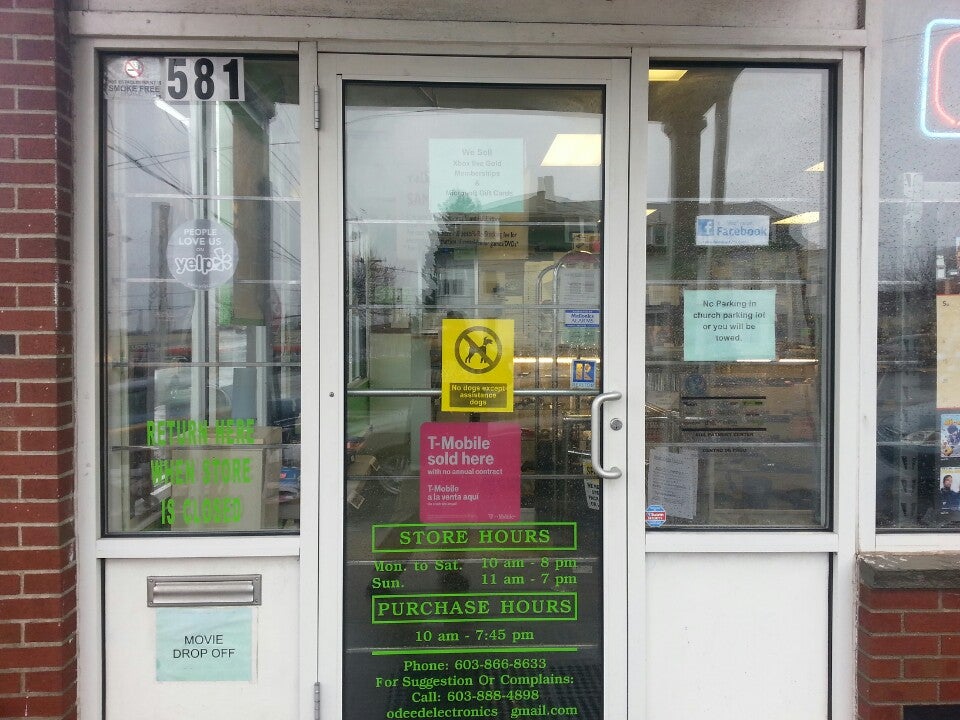 SMOKE FREE
581
PEOPLE
LOVE US
ON
yelp
RETURN HERE
WHEN STORE
IS CLOSED
MOVIE
DROP OFF
We Sell
Xbox live Gold
Memberships
&
Microsoft Gift Cards
No dogs except
assistance
dogs
T-Mobile
sold here
with no annual contract
T-Mobile
a la venta aquí
STORE HOURS
Mon. to Sat. 10 am - 8 pm
Sun. 11 am - 7 pm
PURCHASE HOURS
10 am - 7:45 pm
Phone: 603-866-8633
For Suggestion Or Complains:
Call: 603-888-4898
odeedelectronics gmail.com
ALARMS
Facebook
No Parking in
church parking lot
or you will be
towed.